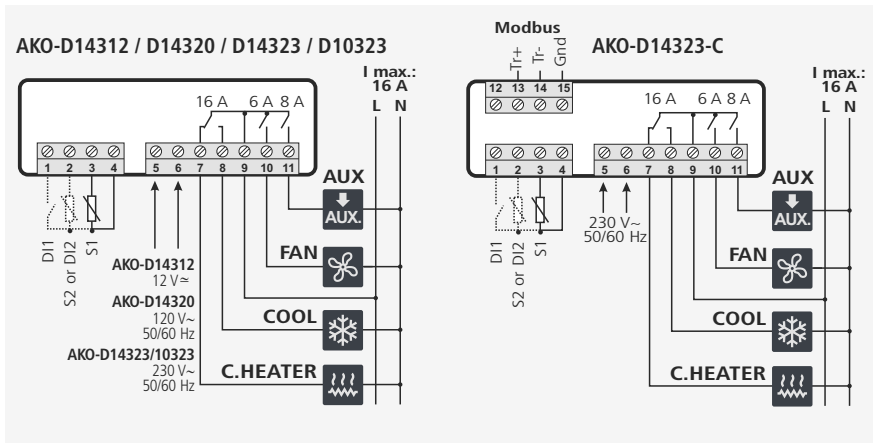 AKO-D14312 / D14320 / D14323 / D10323
I max.:
16 A
L N
16 A 6 A 8 A
1 2 3 4 5 6 7 8 9 10 11
DI1
S2 or DI2
S1
AUX
AUX.
FAN
COOL
C.HEATER
AKO-D14312
12 V≃
AKO-D14320
120 V~
50/60 Hz
AKO-D14323/10323
230 V~
50/60 Hz
Modbus
Tr+
Tr-
Gnd
AKO-D14323-C
I max.:
16 A
L N
12 13 14 15
16 A 6 A 8 A
1 2 3 4 5 6 7 8 9 10 11
DI1
S2 or DI2
S1
230 V~
50/60 Hz
AUX
AUX.
FAN
COOL
C.HEATER